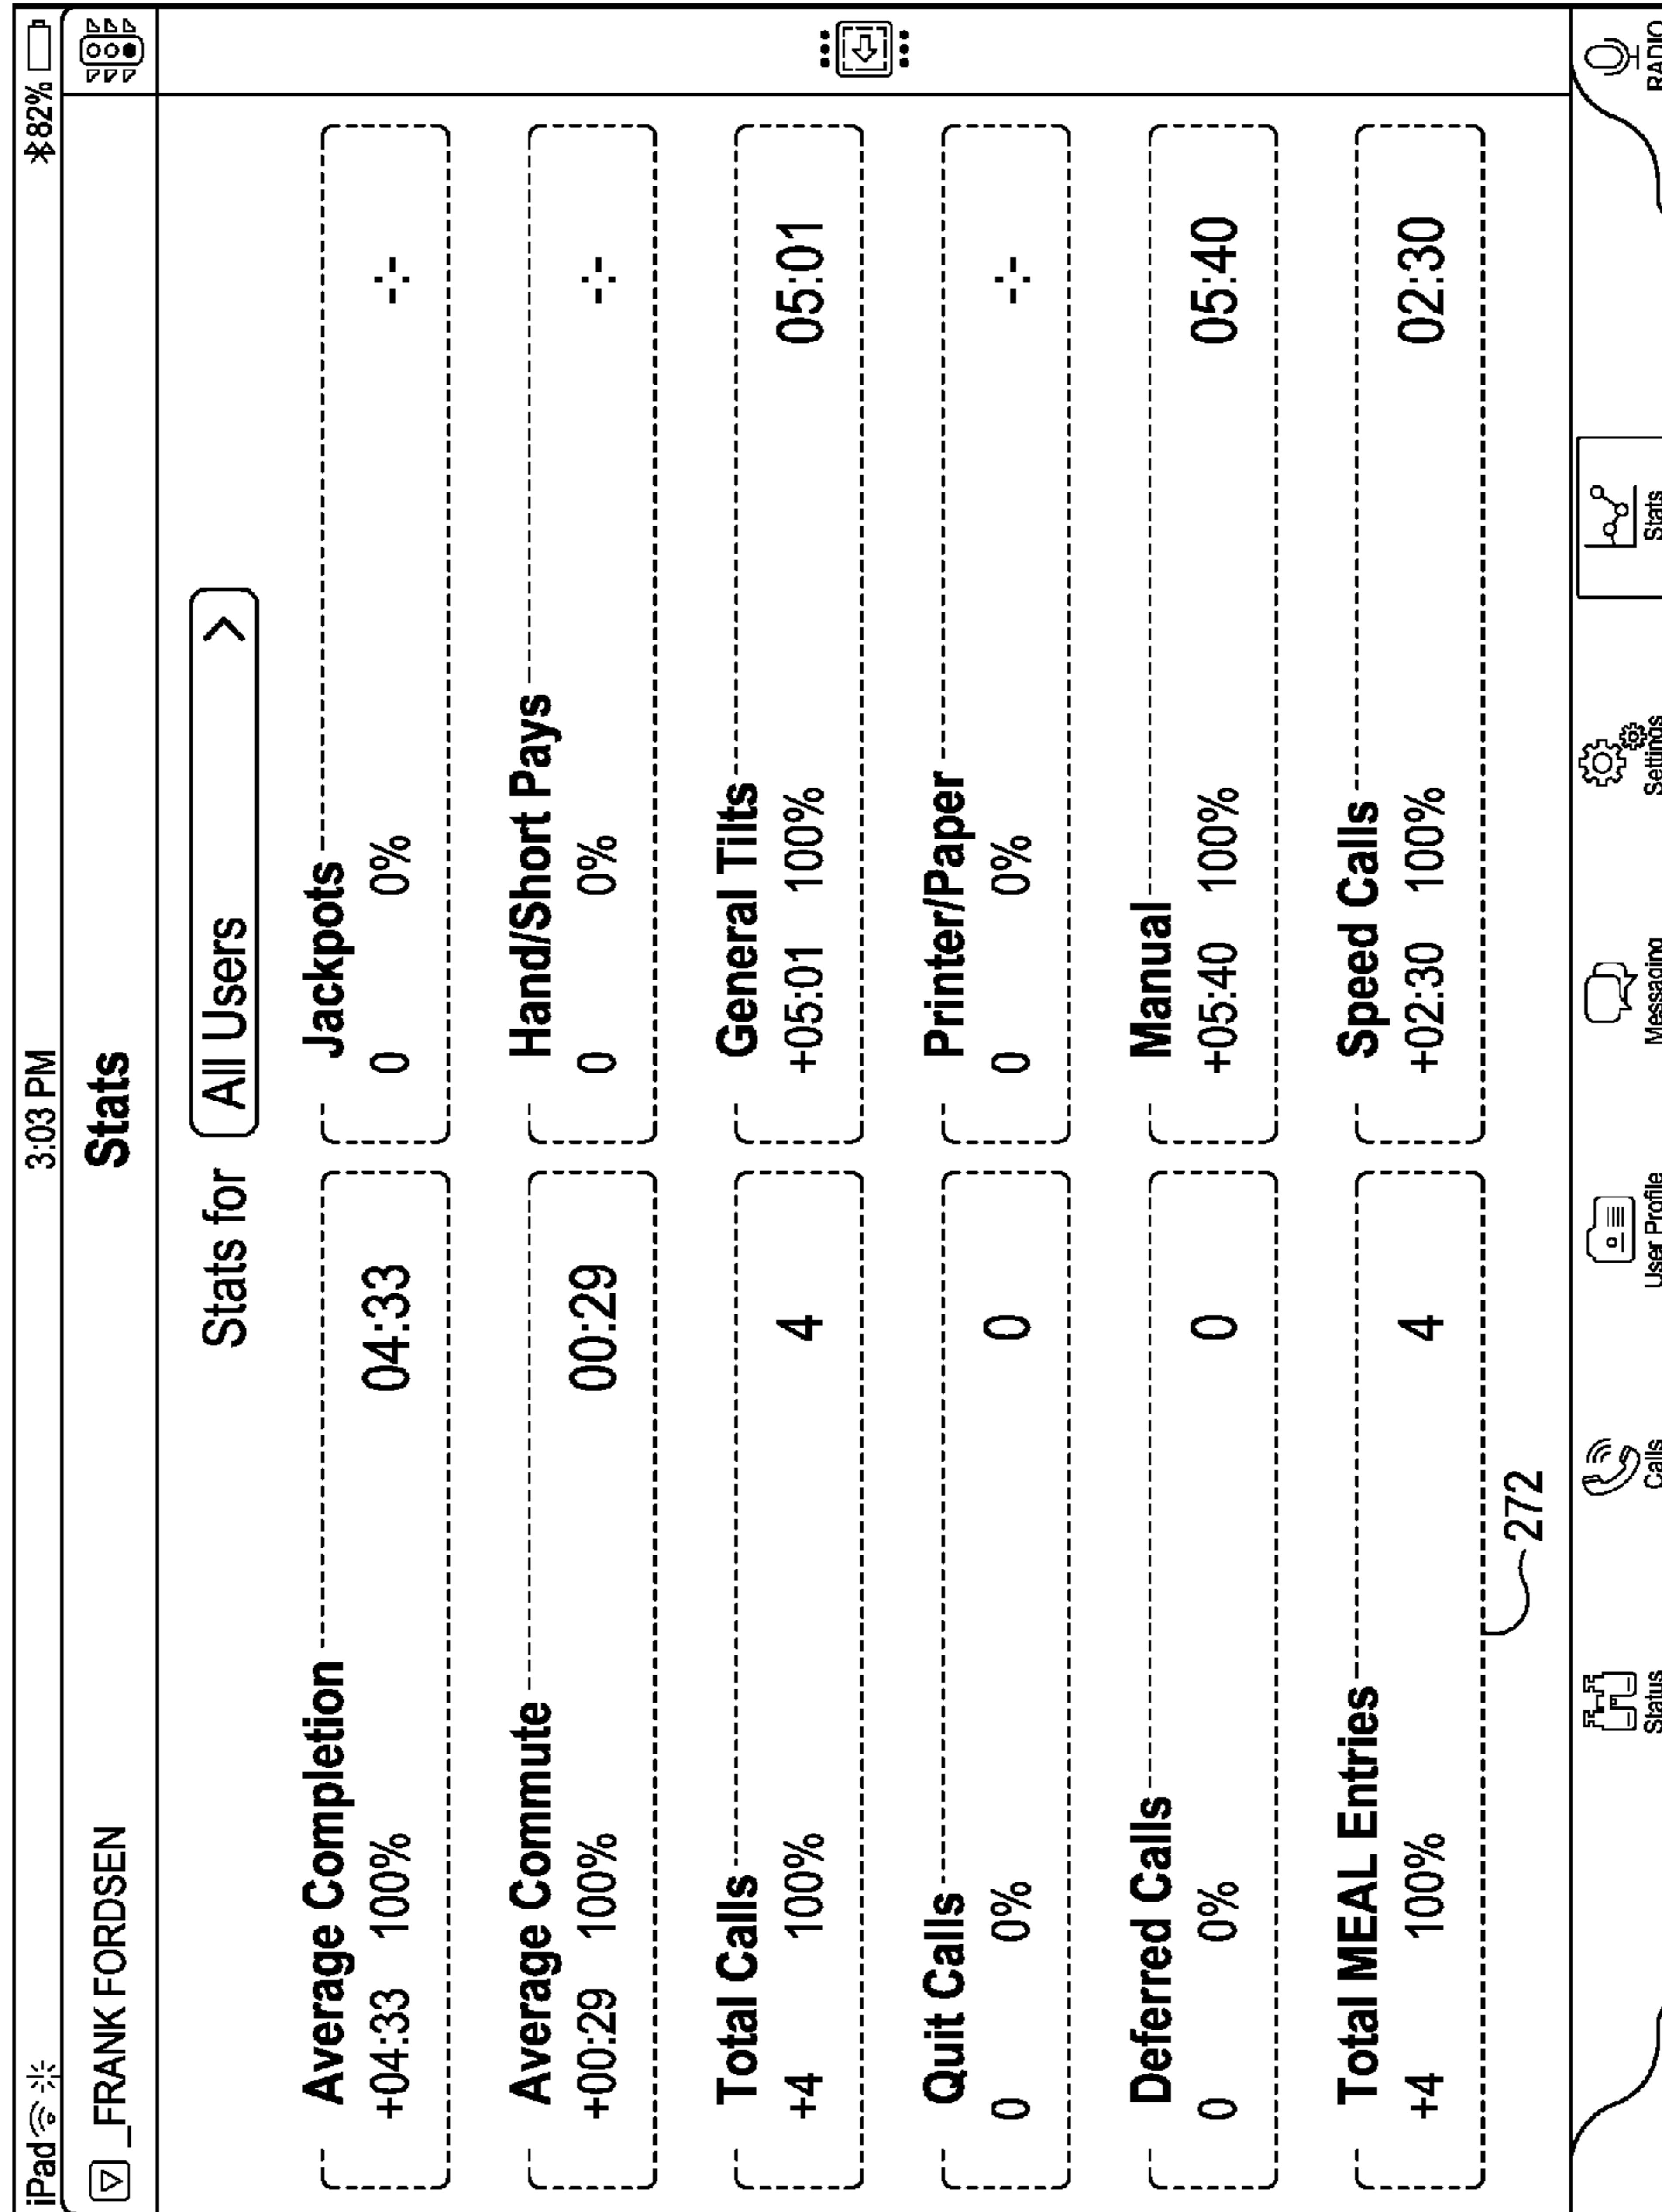 iPad 3:03 PM 82%
_FRANK FORDSEN Stats
Stats for All Users >
Average Completion
+04:33 100% 04:33
Jackpots
0 0% -:-
Average Commute
+00:29 100% 00:29
Hand/Short Pays
0 0% -:-
Total Calls
+4 100% 4
General Tilts
+05:01 100% 05:01
Quit Calls
0 0% 0
Printer/Paper
0 0% -:-
Deferred Calls
0 0% 0
Manual
+05:40 100% 05:40
Total MEAL Entries
+4 100% 4
Speed Calls
+02:30 100% 02:30
272
Status Calls User Profile Messaging Settings Stats RADIO